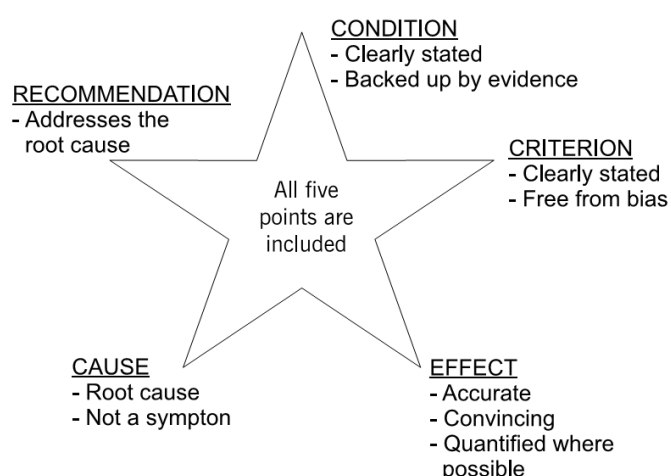 CONDITION
- Clearly stated
- Backed up by evidence
RECOMMENDATION
- Addresses the
root cause
CRITERION
- Clearly stated
- Free from bias
All five
points are
included
CAUSE
- Root cause
- Not a sympton
EFFECT
- Accurate
- Convincing
- Quantified where
possible